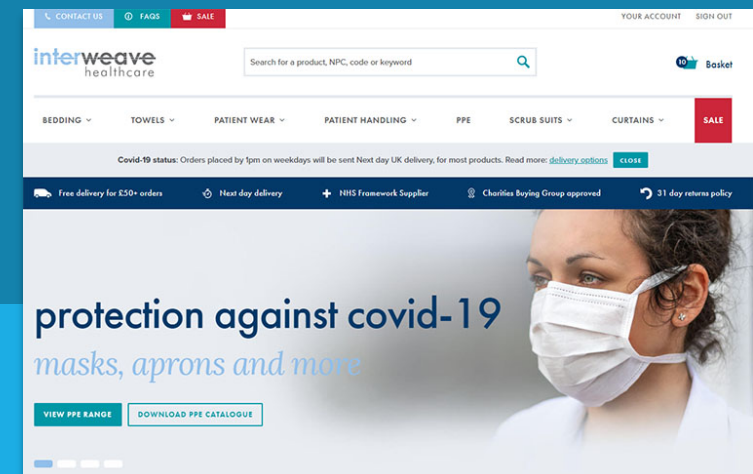 CONTACT US FAQS SALE YOUR ACCOUNT SIGN OUT
interweave
healthcare
Search for a product, NPC, code or keyword
10 Basket
BEDDING TOWELS PATIENT WEAR PATIENT HANDLING PPE SCRUB SUITS CURTAINS SALE
Covid-19 status: Orders placed by 1pm on weekdays will be sent Next day UK delivery, for most products. Read more: delivery options CLOSE
Free delivery for £50+ orders Next day delivery NHS Framework Supplier Charities Buying Group approved 31 day returns policy
protection against covid-19
masks, aprons and more
VIEW PPE RANGE DOWNLOAD PPE CATALOGUE